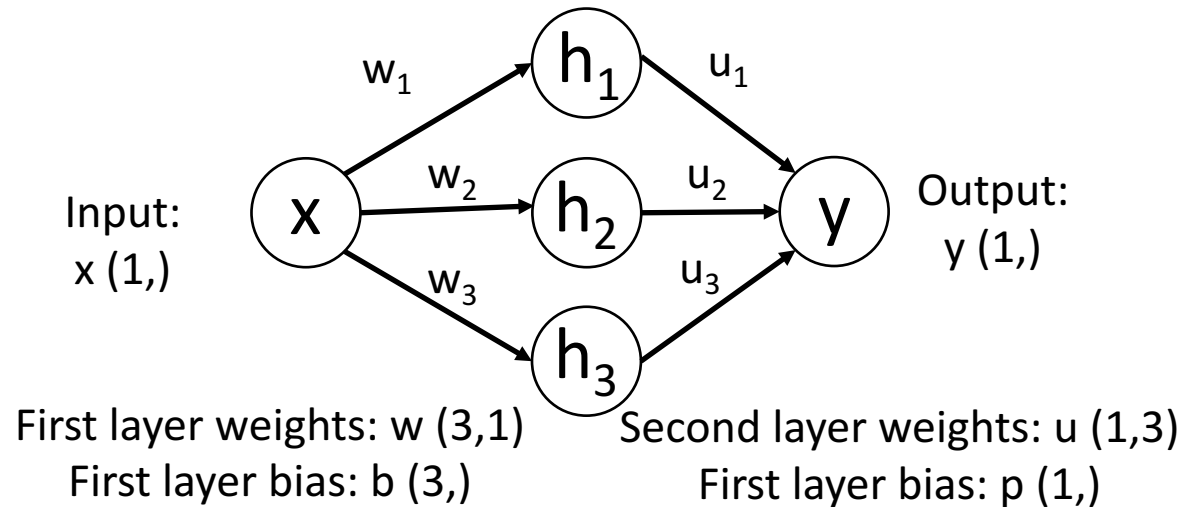 w₁
h₁
u₁
Input:
x (1,)
x
w₂
h₂
u₂
y
Output:
y (1,)
w₃
h₃
u₃
First layer weights: w (3,1)
First layer bias: b (3,)
Second layer weights: u (1,3)
First layer bias: p (1,)